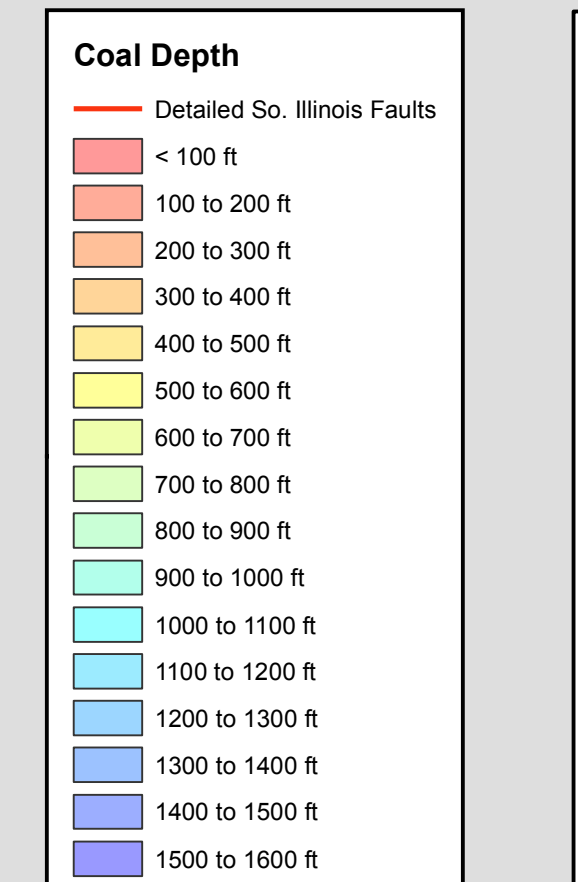 Coal Depth
Detailed So. Illinois Faults
< 100 ft
100 to 200 ft
200 to 300 ft
300 to 400 ft
400 to 500 ft
500 to 600 ft
600 to 700 ft
700 to 800 ft
800 to 900 ft
900 to 1000 ft
1000 to 1100 ft
1100 to 1200 ft
1200 to 1300 ft
1300 to 1400 ft
1400 to 1500 ft
1500 to 1600 ft